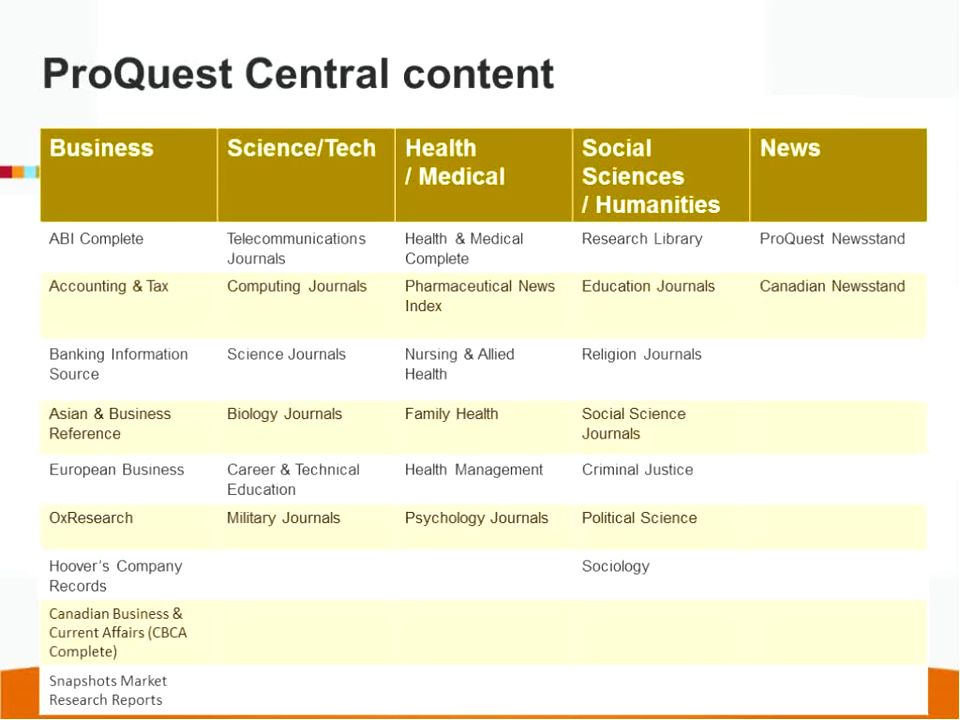 ProQuest Central content
Business
Science/Tech
Health
/ Medical
Social
Sciences
/ Humanities
News
ABI Complete
Telecommunications
Journals
Health & Medical
Complete
Research Library
ProQuest Newsstand
Accounting & Tax
Computing Journals
Pharmaceutical News
Index
Education Journals
Canadian Newsstand
Banking Information
Source
Science Journals
Nursing & Allied
Health
Religion Journals
Asian & Business
Reference
Biology Journals
Family Health
Social Science
Journals
European Business
Career & Technical
Education
Health Management
Criminal Justice
OxResearch
Military Journals
Psychology Journals
Political Science
Hoover's Company
Records
Sociology
Canadian Business &
Current Affairs (CBCA
Complete)
Snapshots Market
Research Reports